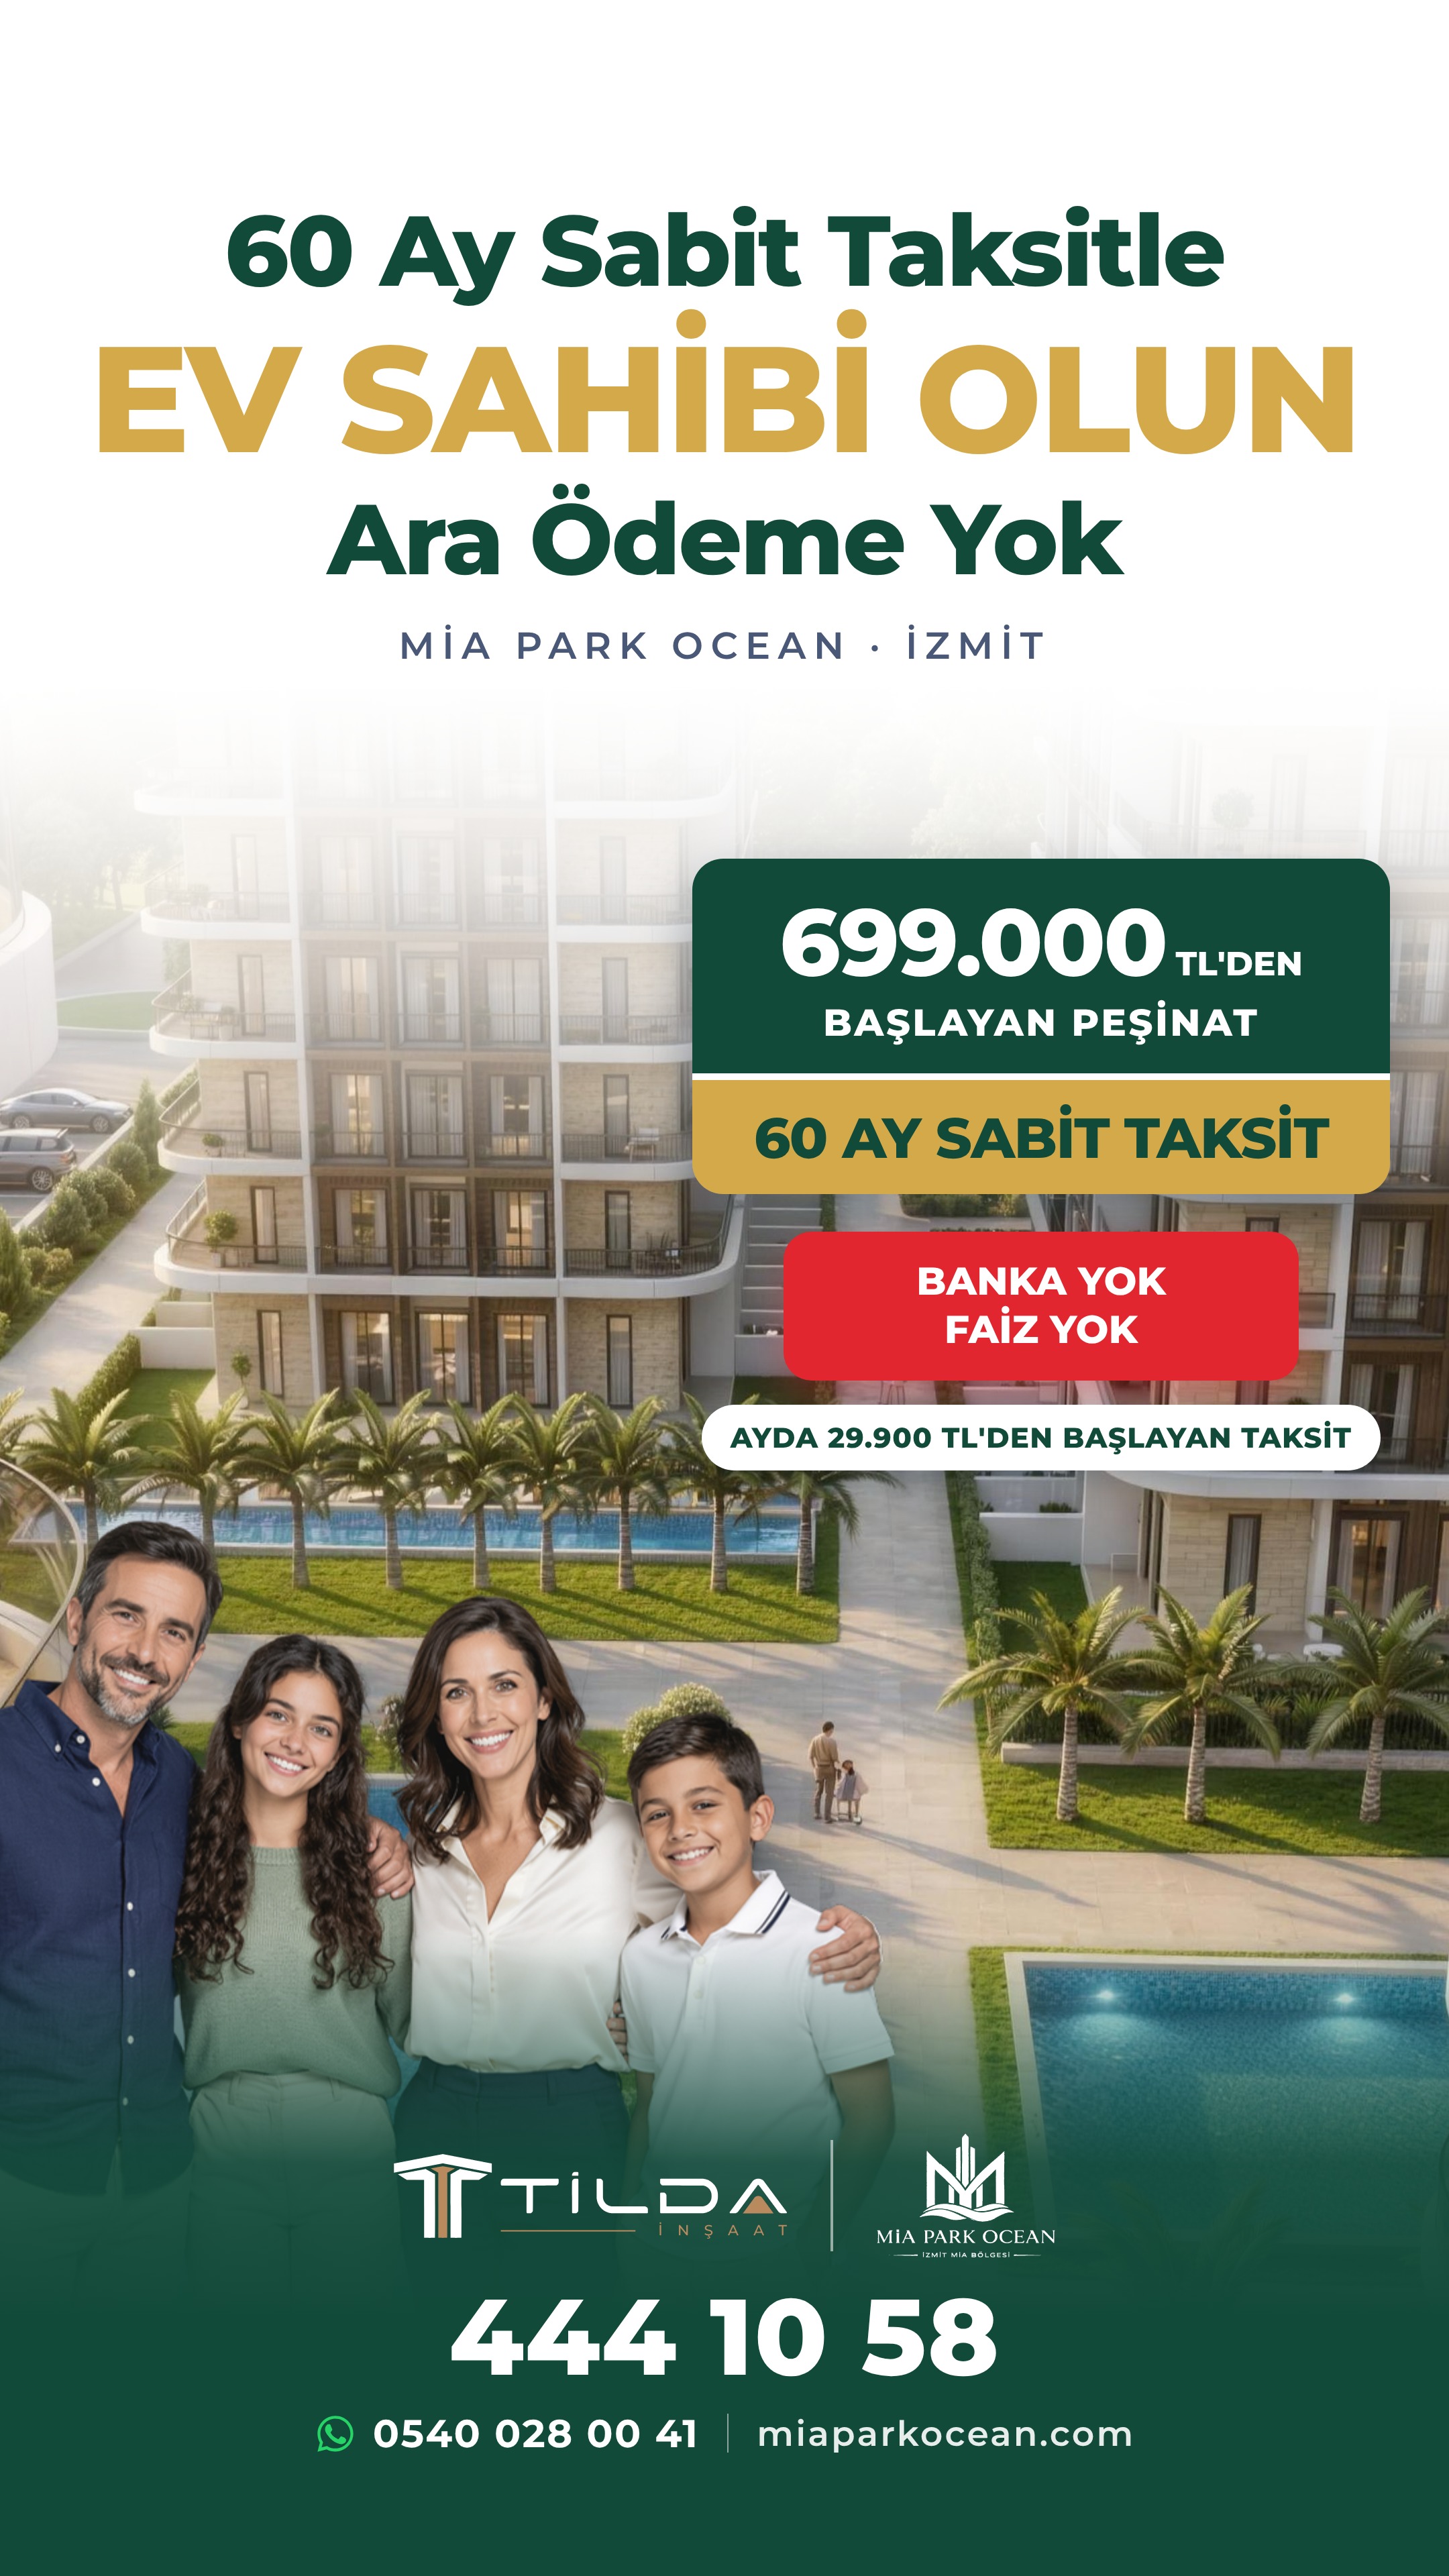 60 Ay Sabit Taksitle
EV SAHİBİ OLUN
Ara Ödeme Yok
MİA PARK OCEAN · İZMİT
699.000 TL'DEN
BAŞLAYAN PEŞİNAT
60 AY SABİT TAKSİT
BANKA YOK
FAİZ YOK
AYDA 29.900 TL'DEN BAŞLAYAN TAKSİT
TİLDA
İNŞAAT
MİA PARK OCEAN
İZMİT MİA BÖLGESİ
444 10 58
0540 028 00 41
miaparkocean.com